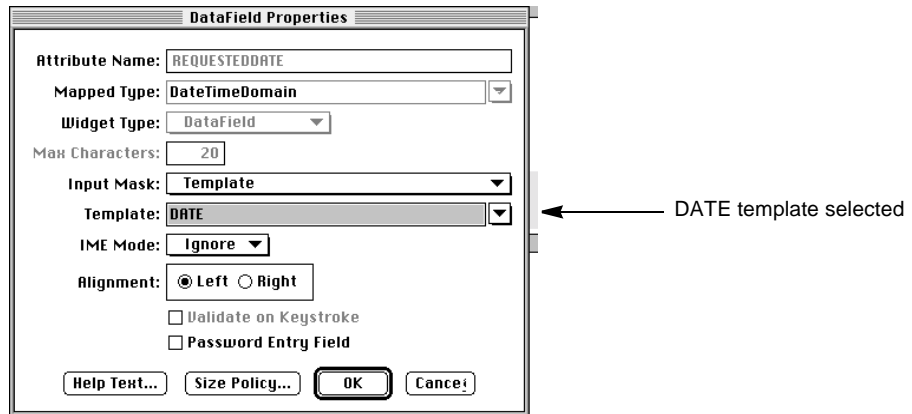 DataField Properties
Attribute Name: REQUESTEDDATE
Mapped Type: DateTimeDomain
Widget Type: DataField
Max Characters: 20
Input Mask: Template
Template: DATE
DATE template selected
IME Mode: Ignore
Alignment: Left Right
Validate on Keystroke
Password Entry Field
Help Text... Size Policy... OK Cancel